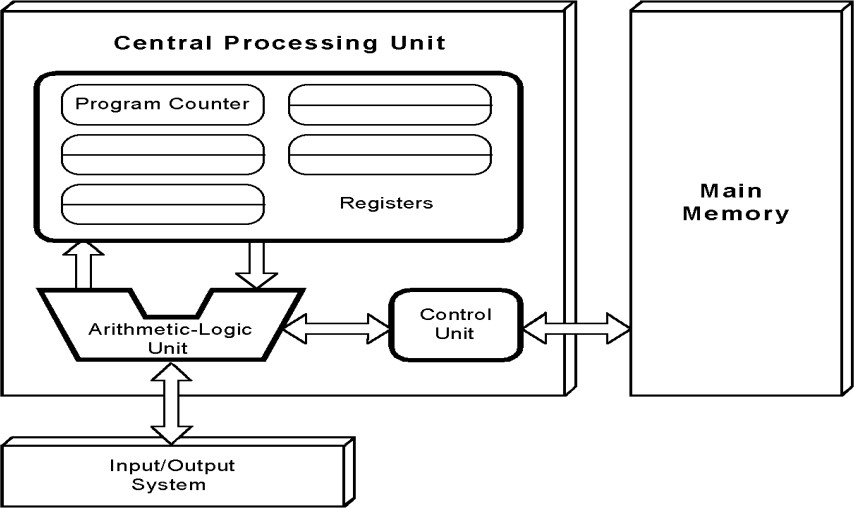 Central Processing Unit
Program Counter
Registers
Main
Memory
Arithmetic-Logic
Unit
Control
Unit
Input/Output
System